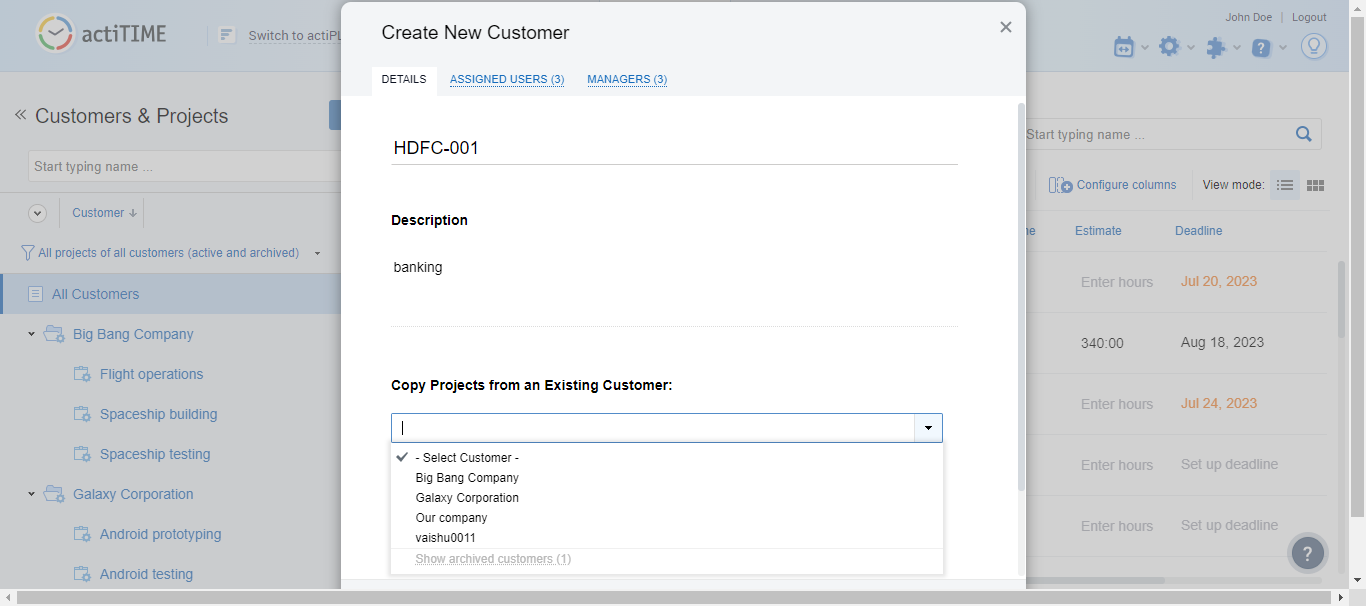 actiTIME
Switch to actiPL
John Doe | Logout
Customers & Projects
Start typing name ...
Customer
All projects of all customers (active and archived)
All Customers
Big Bang Company
Flight operations
Spaceship building
Spaceship testing
Galaxy Corporation
Android prototyping
Android testing
Create New Customer
DETAILS
ASSIGNED USERS (3)
MANAGERS (3)
HDFC-001
Description
banking
Copy Projects from an Existing Customer:
- Select Customer -
Big Bang Company
Galaxy Corporation
Our company
vaishu0011
Show archived customers (1)
Start typing name ...
Configure columns
View mode:
ne Estimate Deadline
Enter hours Jul 20, 2023
340:00 Aug 18, 2023
Enter hours Jul 24, 2023
Enter hours Set up deadline
Enter hours Set up deadline
?